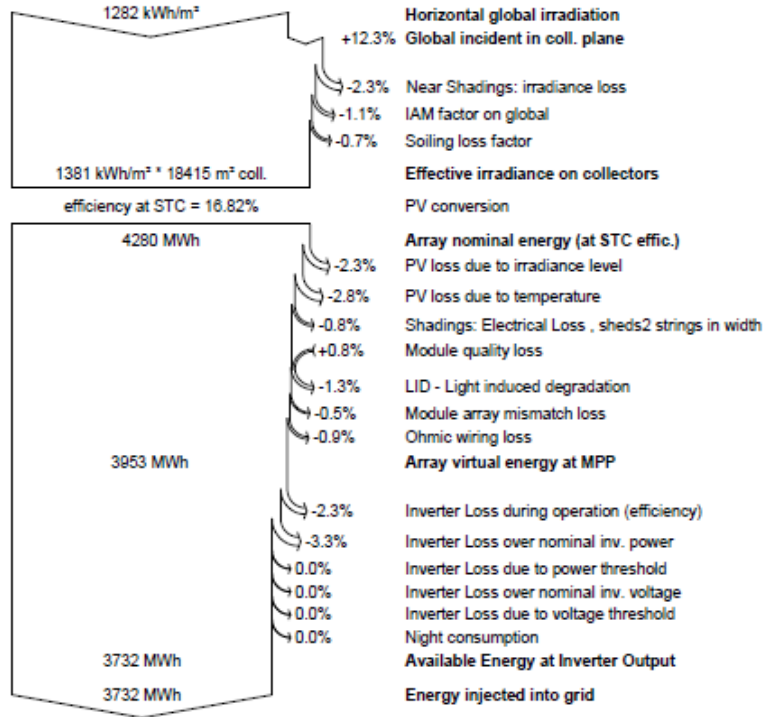 1282 kWh/m² Horizontal global irradiation
+12.3% Global incident in coll. plane
-2.3% Near Shadings: irradiance loss
-1.1% IAM factor on global
-0.7% Soiling loss factor
1381 kWh/m² * 18415 m² coll. Effective irradiance on collectors
efficiency at STC = 16.82% PV conversion
4280 MWh Array nominal energy (at STC effic.)
-2.3% PV loss due to irradiance level
-2.8% PV loss due to temperature
-0.8% Shadings: Electrical Loss , sheds2 strings in width
+0.8% Module quality loss
-1.3% LID - Light induced degradation
-0.5% Module array mismatch loss
-0.9% Ohmic wiring loss
3953 MWh Array virtual energy at MPP
-2.3% Inverter Loss during operation (efficiency)
-3.3% Inverter Loss over nominal inv. power
0.0% Inverter Loss due to power threshold
0.0% Inverter Loss over nominal inv. voltage
0.0% Inverter Loss due to voltage threshold
0.0% Night consumption
3732 MWh Available Energy at Inverter Output
3732 MWh Energy injected into grid